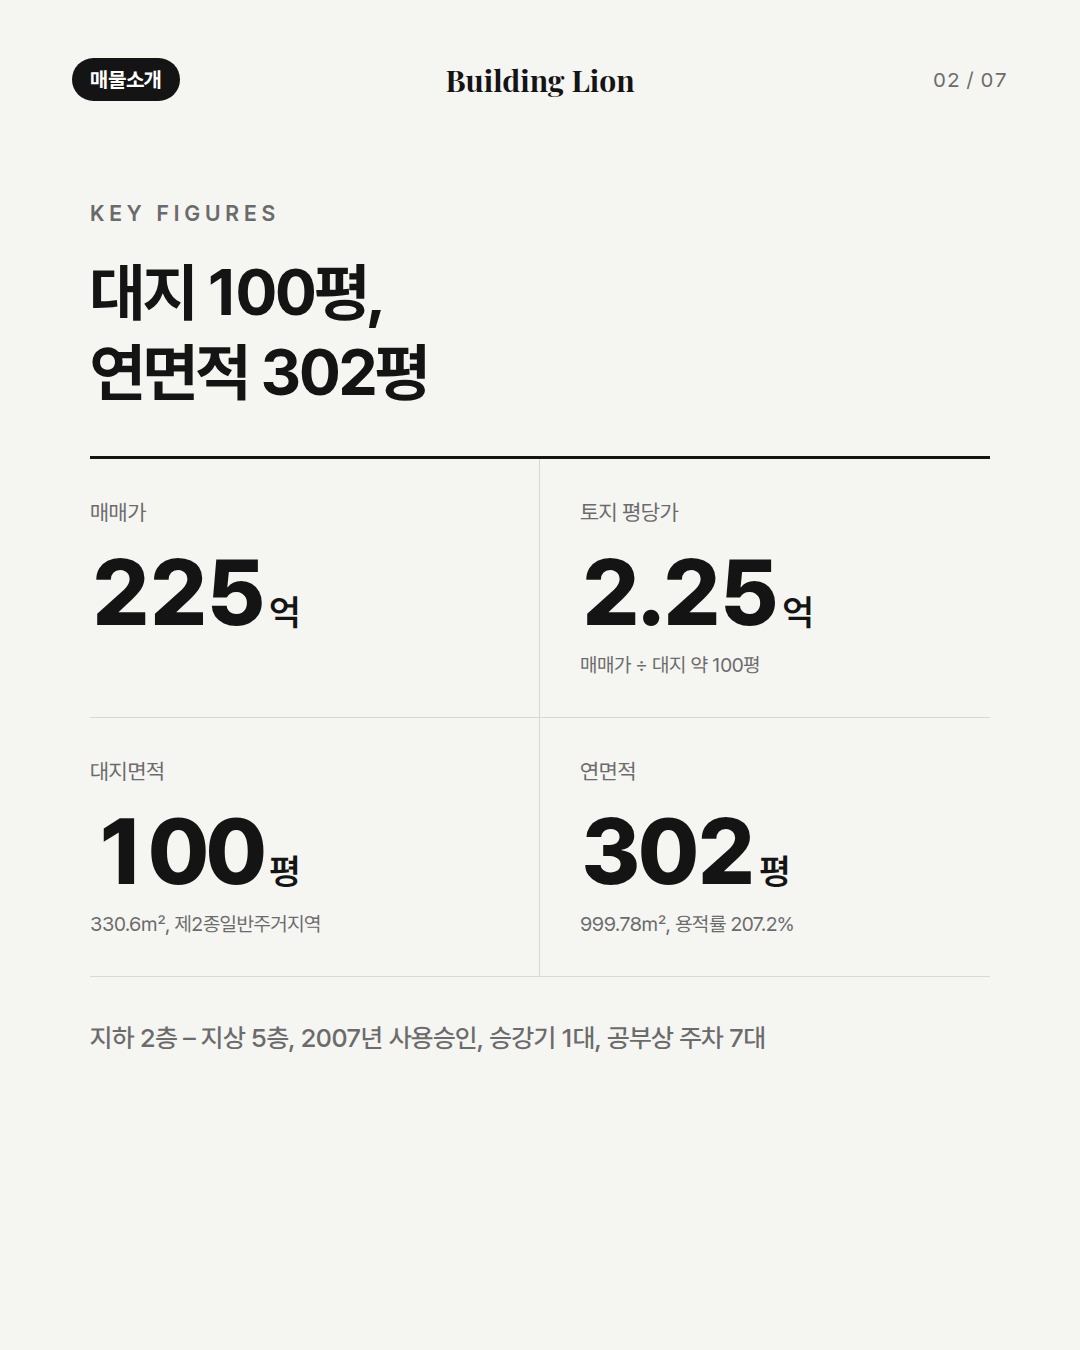 매물소개
Building Lion
02 / 07
KEY FIGURES
대지 100평,
연면적 302평
매매가
225억
토지 평당가
2.25억
매매가 ÷ 대지 약 100평
대지면적
100평
330.6m², 제2종일반주거지역
연면적
302평
999.78m², 용적률 207.2%
지하 2층 – 지상 5층, 2007년 사용승인, 승강기 1대, 공부상 주차 7대